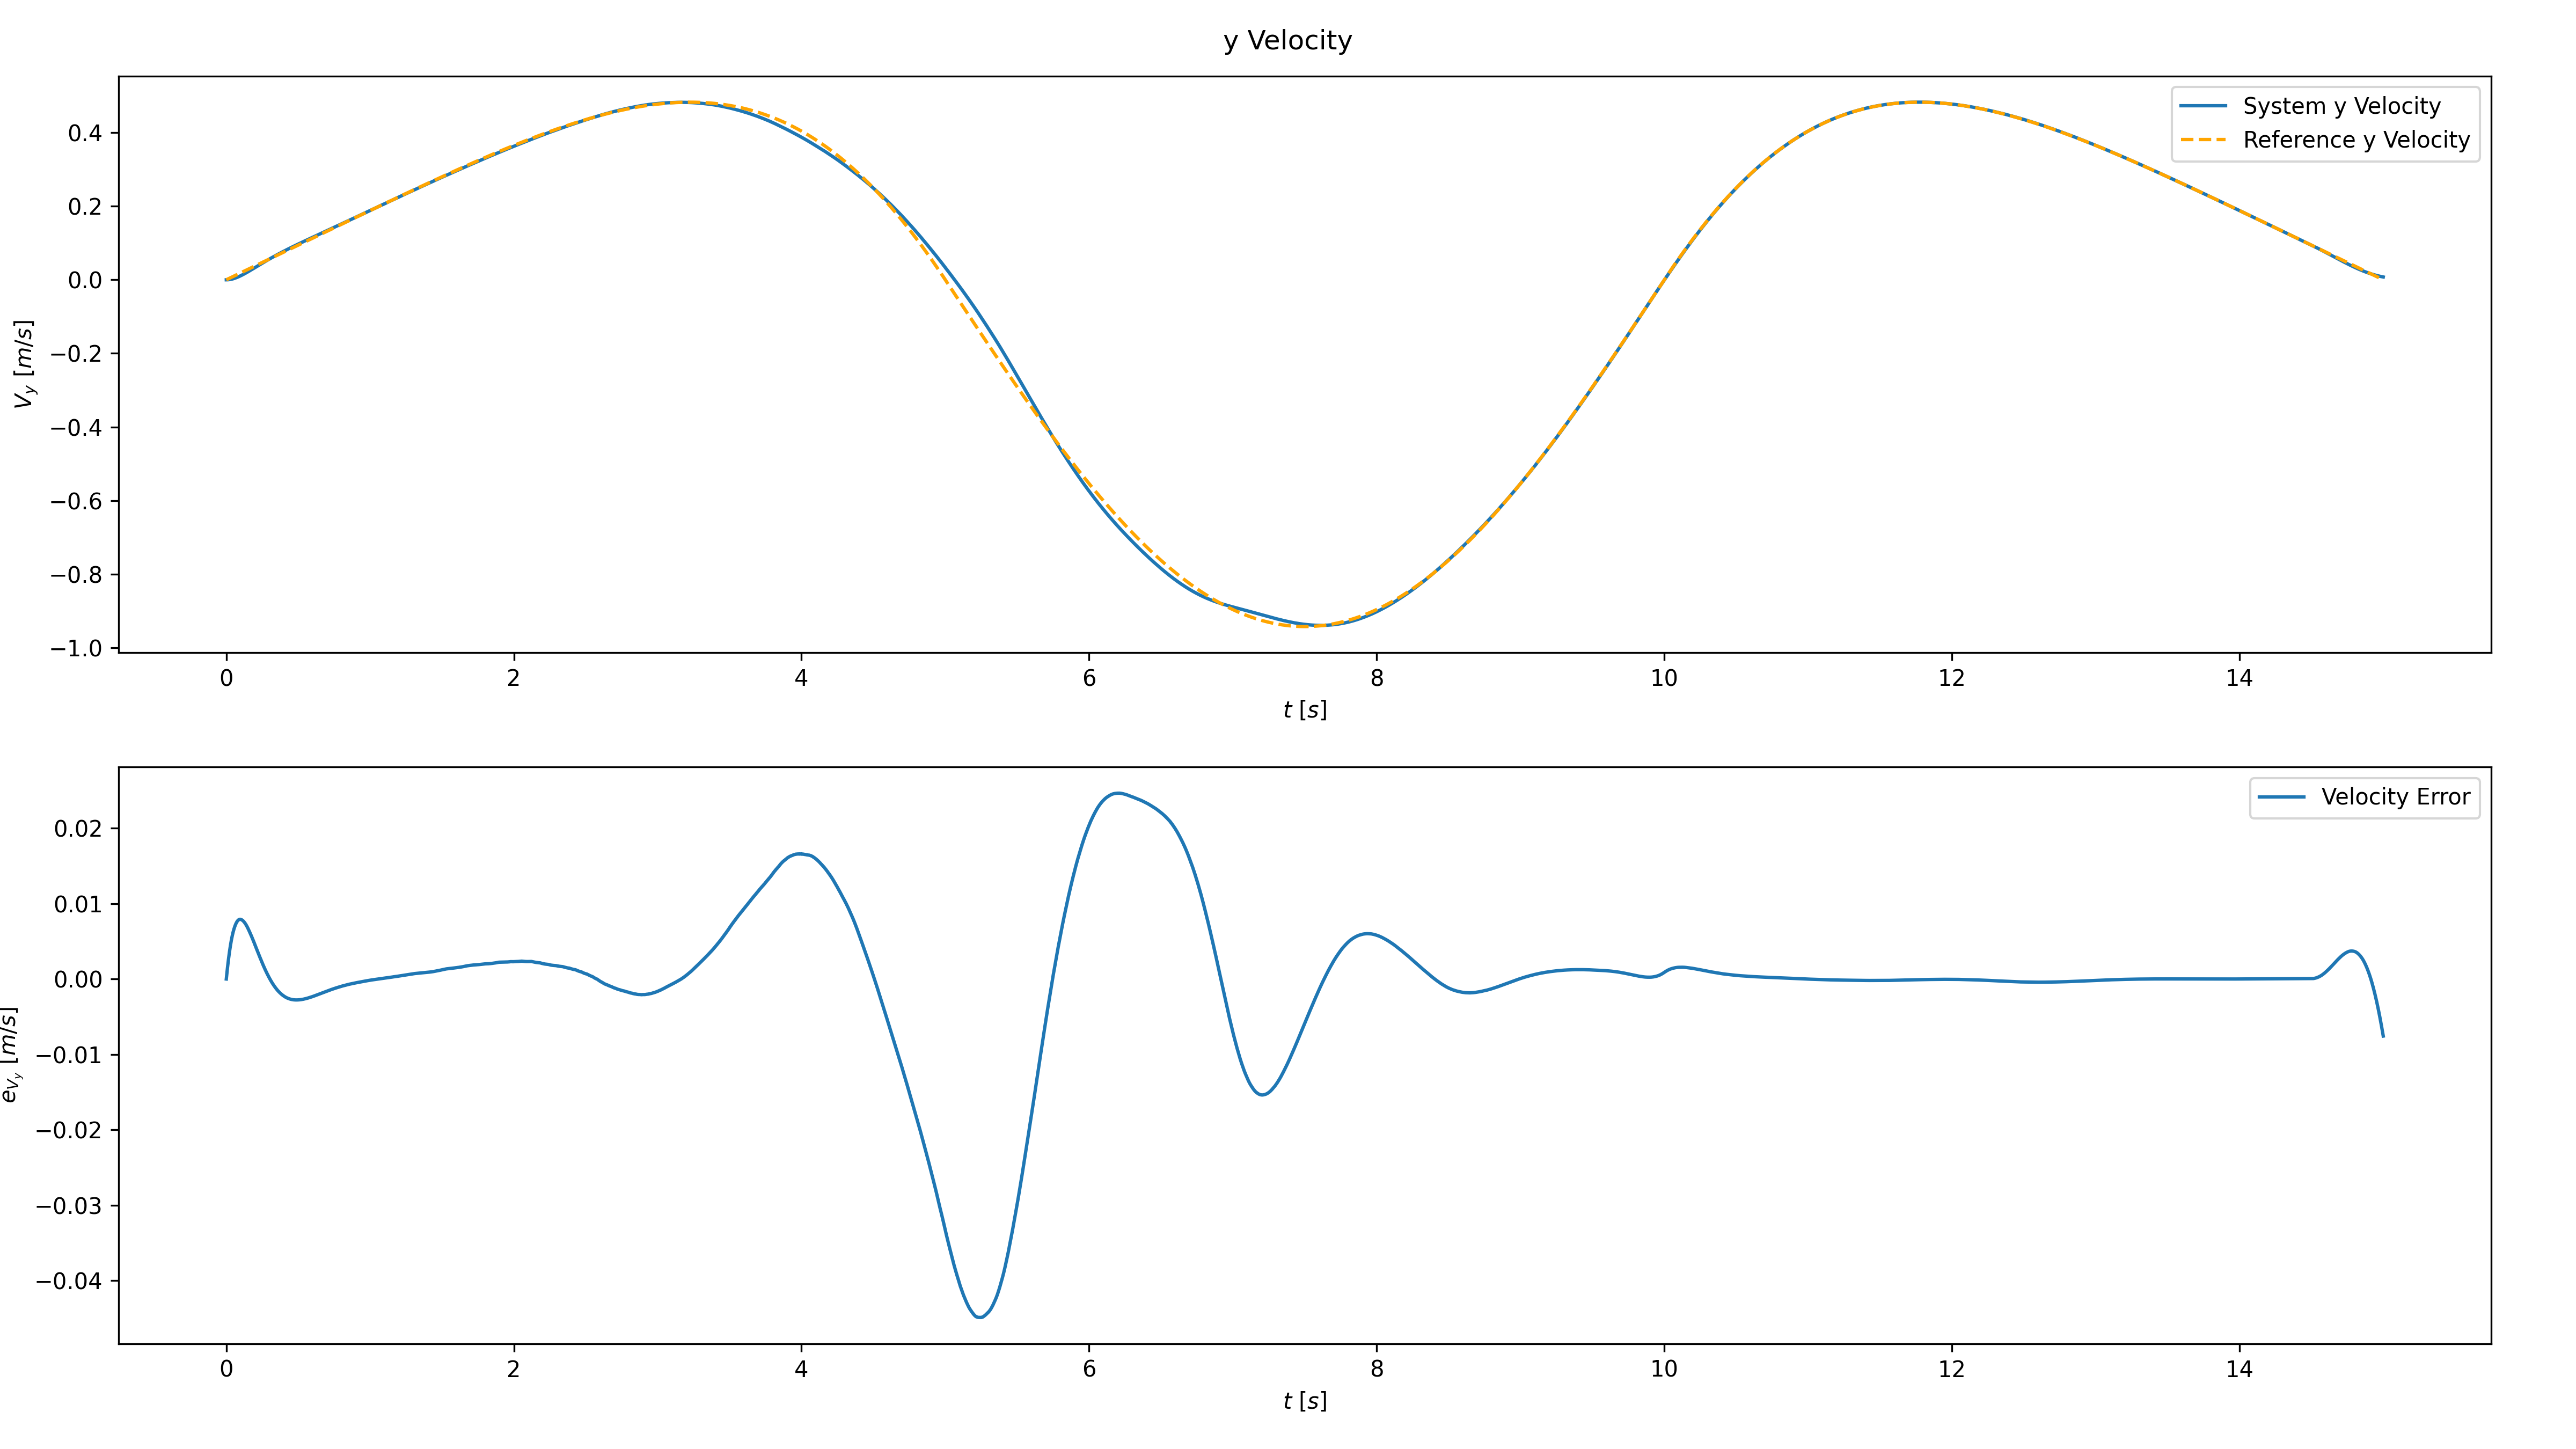 y Velocity
System y Velocity
Reference y Velocity
0.4
0.2
0.0
−0.2
−0.4
−0.6
−0.8
−1.0
V_y [m/s]
0 2 4 6 8 10 12 14
t [s]
Velocity Error
0.02
0.01
0.00
−0.01
−0.02
−0.03
−0.04
e_{V_y} [m/s]
0 2 4 6 8 10 12 14
t [s]